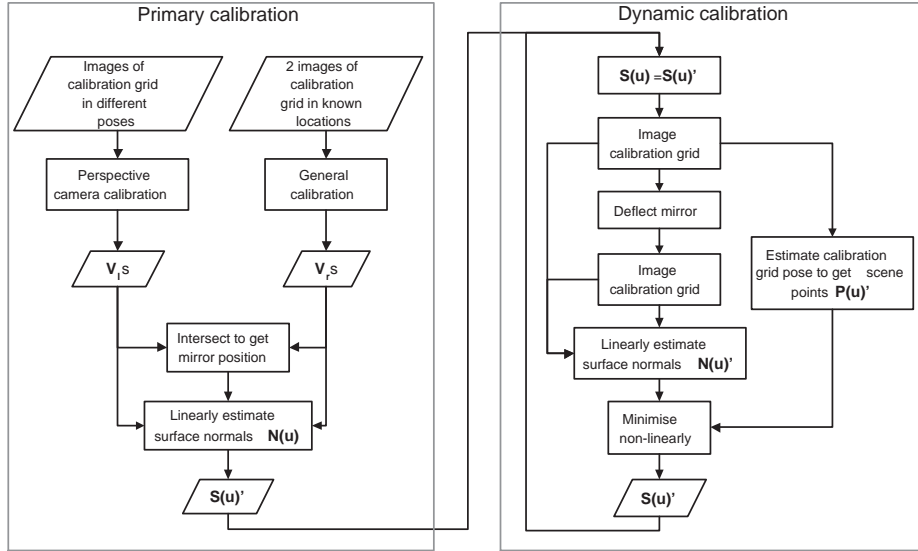 Primary calibration
Images of
calibration grid
in different
poses
2 images of
calibration
grid in known
locations
Perspective
camera calibration
General
calibration
V_l s
V_r s
Intersect to get
mirror position
Linearly estimate
surface normals N(u)
S(u)’
Dynamic calibration
S(u) =S(u)’
Image
calibration grid
Deflect mirror
Image
calibration grid
Estimate calibration
grid pose to get scene
points P(u)’
Linearly estimate
surface normals N(u)’
Minimise
non-linearly
S(u)’